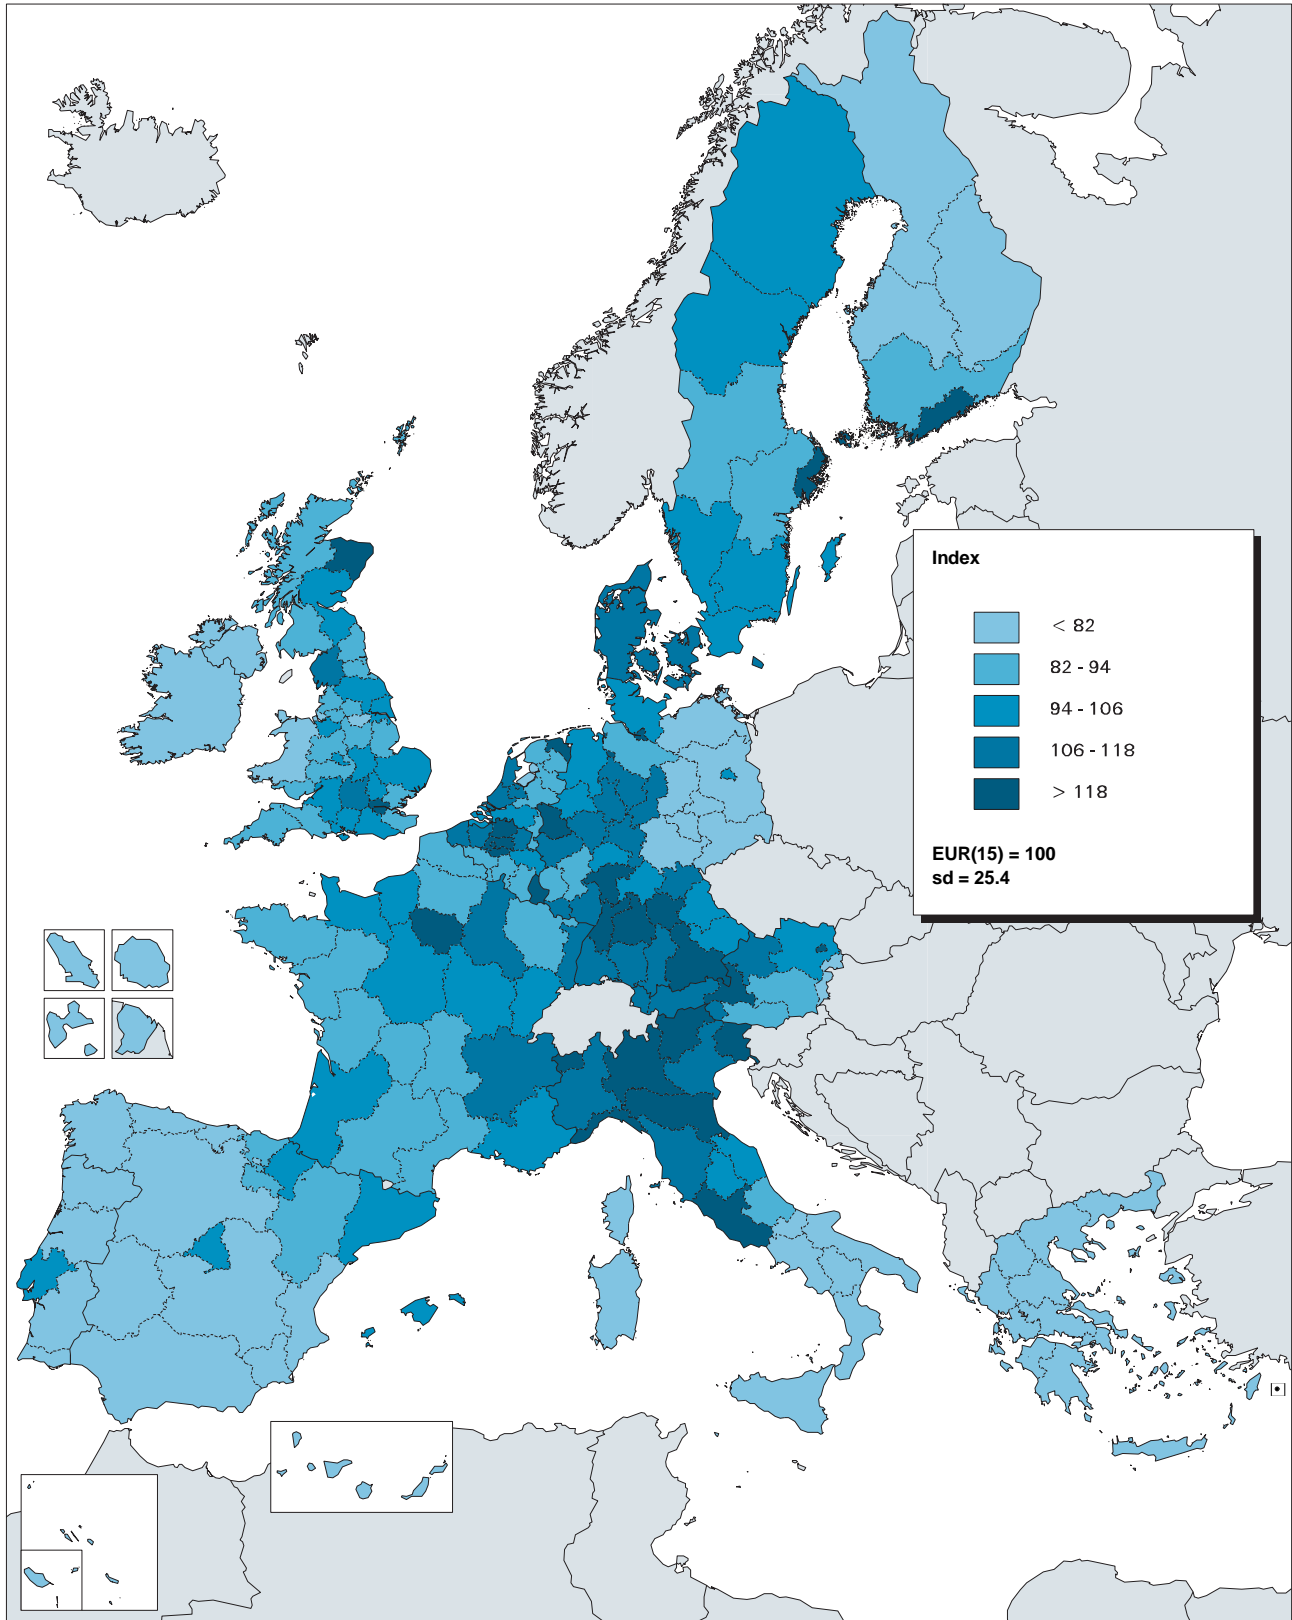 Index
< 82
82 - 94
94 - 106
106 - 118
> 118
EUR(15) = 100
sd = 25.4